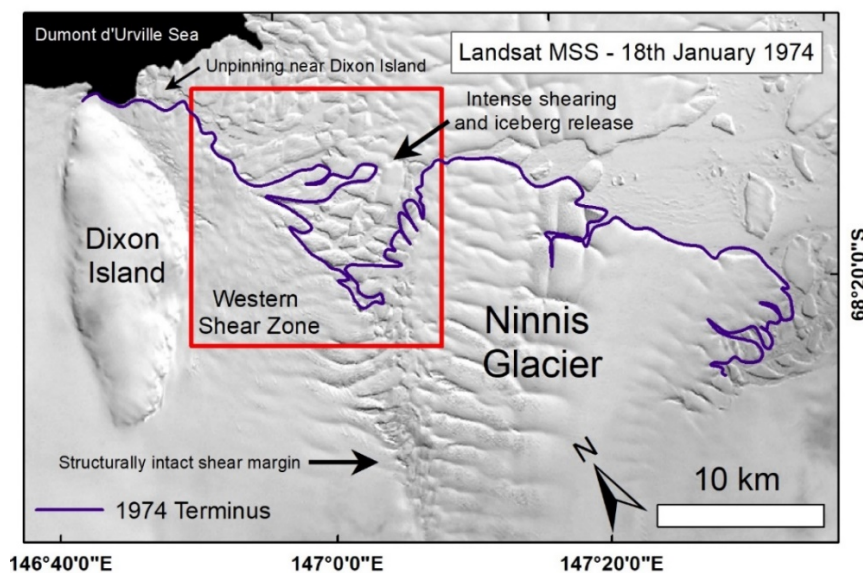 Dumont d'Urville Sea
Unpinning near Dixon Island
Landsat MSS - 18th January 1974
Intense shearing
and iceberg release
Dixon
Island
Western
Shear Zone
Ninnis
Glacier
68°20'0"S
Structurally intact shear margin
N
10 km
1974 Terminus
146°40'0"E
147°0'0"E
147°20'0"E